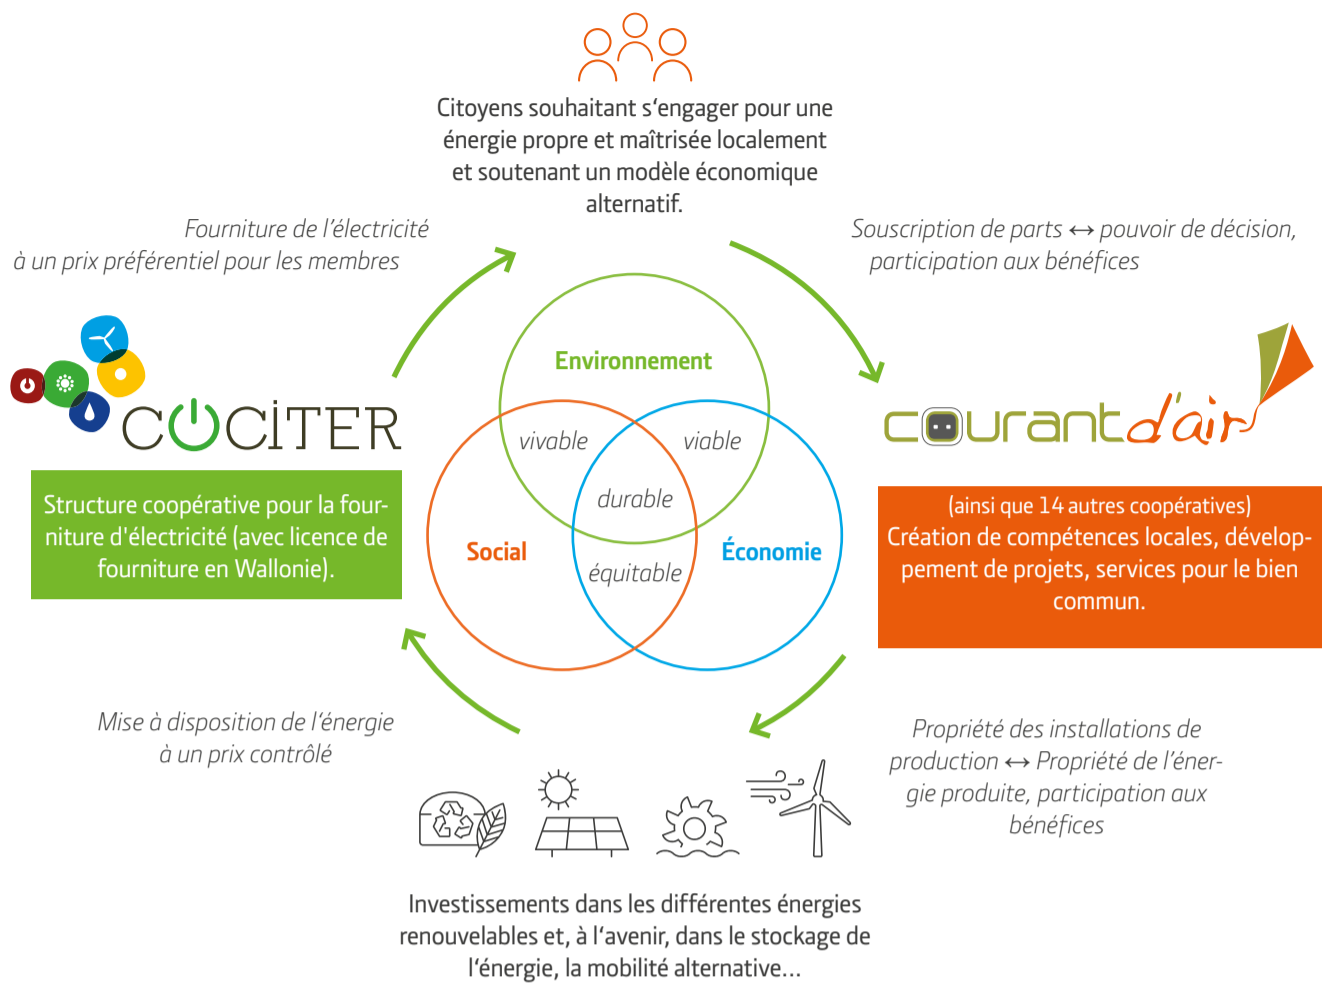 Citoyens souhaitant s‘engager pour une
énergie propre et maîtrisée localement
et soutenant un modèle économique
alternatif.
Fourniture de l’électricité
à un prix préférentiel pour les membres
Souscription de parts ↔ pouvoir de décision,
participation aux bénéfices
COCiTER
Structure coopérative pour la four-
niture d'électricité (avec licence de
fourniture en Wallonie).
Environnement
vivable
viable
durable
Social
Économie
équitable
courant d'air
(ainsi que 14 autres coopératives)
Création de compétences locales, dévelop-
pement de projets, services pour le bien
commun.
Mise à disposition de l‘énergie
à un prix contrôlé
Propriété des installations de
production ↔ Propriété de l’éner-
gie produite, participation aux
bénéfices
Investissements dans les différentes énergies
renouvelables et, à l‘avenir, dans le stockage de
l‘énergie, la mobilité alternative...